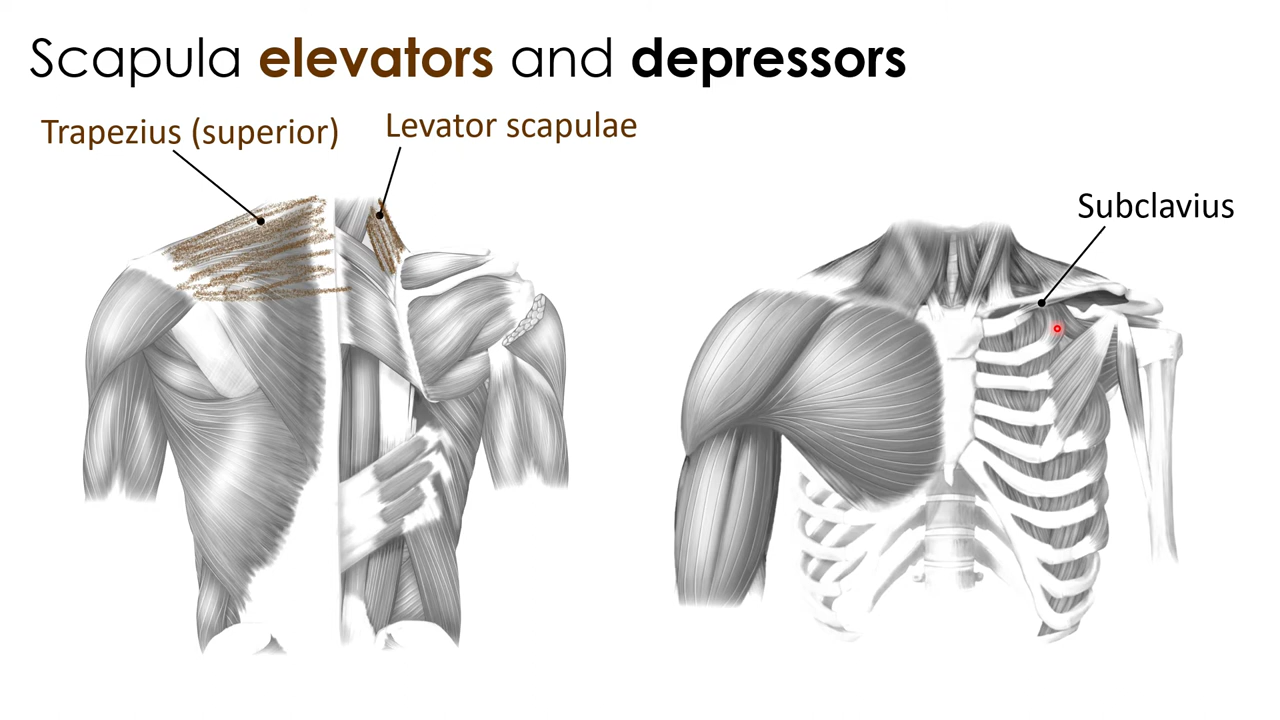 Scapula elevators and depressors
Trapezius (superior)
Levator scapulae
Subclavius